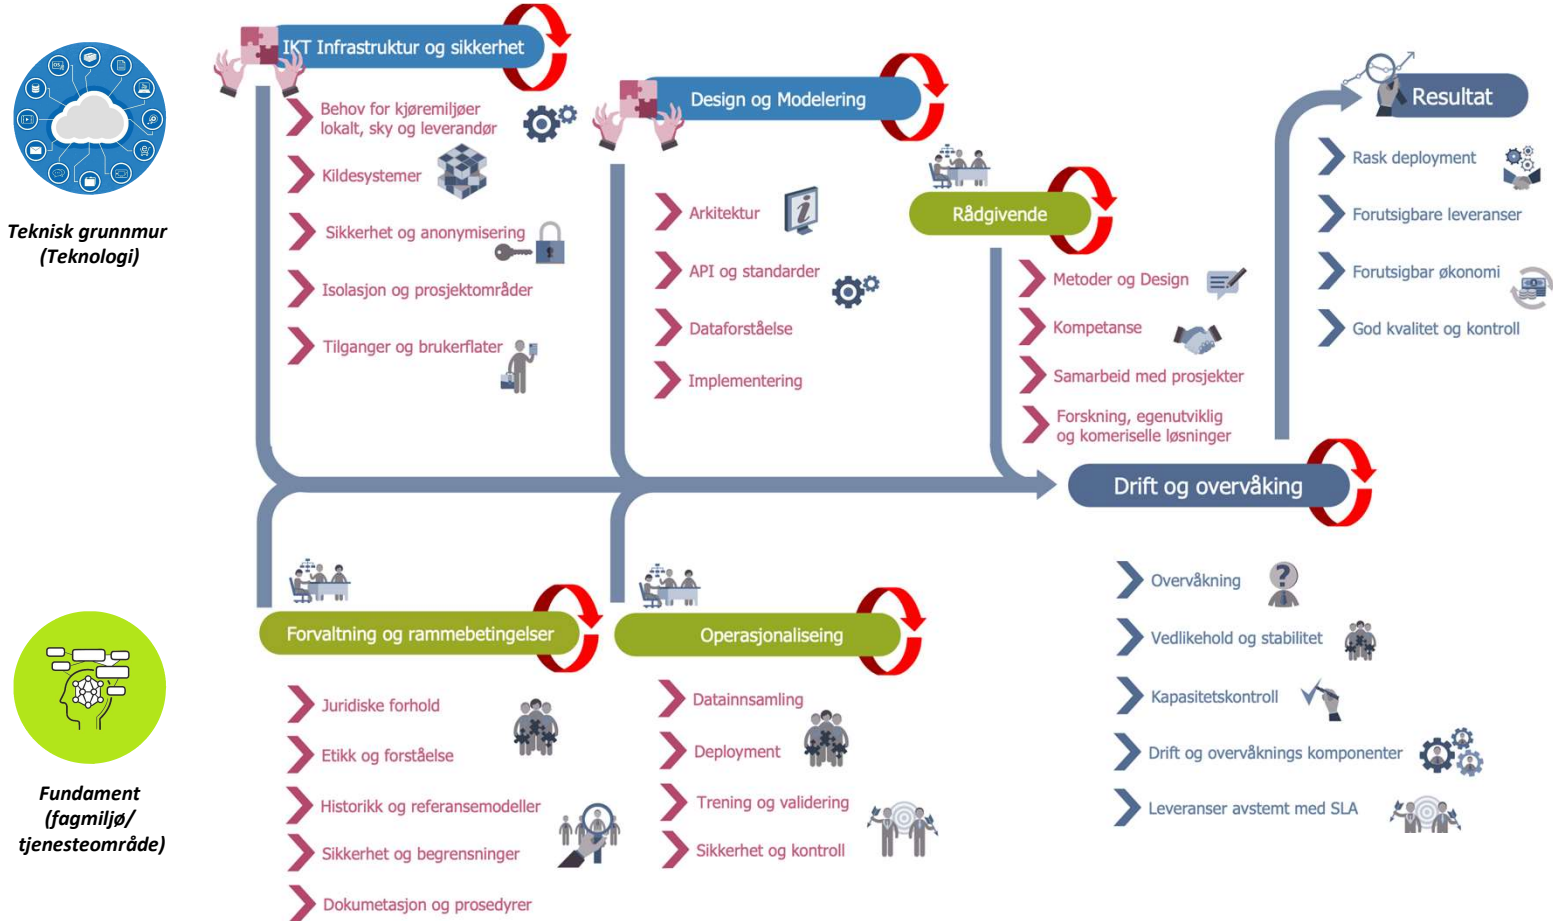 IKT Infrastruktur og sikkerhet
Behov for kjøremiljøer
lokalt, sky og leverandør
Kildesystemer
Sikkerhet og anonymisering
Isolasjon og prosjektområder
Tilganger og brukerflater
Teknisk grunnmur
(Teknologi)
Design og Modelering
Arkitektur
API og standarder
Dataforståelse
Implementering
Rådgivende
Metoder og Design
Kompetanse
Samarbeid med prosjekter
Forskning, egenutviklig
og komeriselle løsninger
Resultat
Rask deployment
Forutsigbare leveranser
Forutsigbar økonomi
God kvalitet og kontroll
Drift og overvåking
Overvåkning
Vedlikehold og stabilitet
Kapasitetskontroll
Drift og overvåknings komponenter
Leveranser avstemt med SLA
Fundament
(fagmiljø/
tjenesteområde)
Forvaltning og rammebetingelser
Juridiske forhold
Etikk og forståelse
Historikk og referansemodeller
Sikkerhet og begrensninger
Dokumetasjon og prosedyrer
Operasjonaliseing
Datainnsamling
Deployment
Trening og validering
Sikkerhet og kontroll